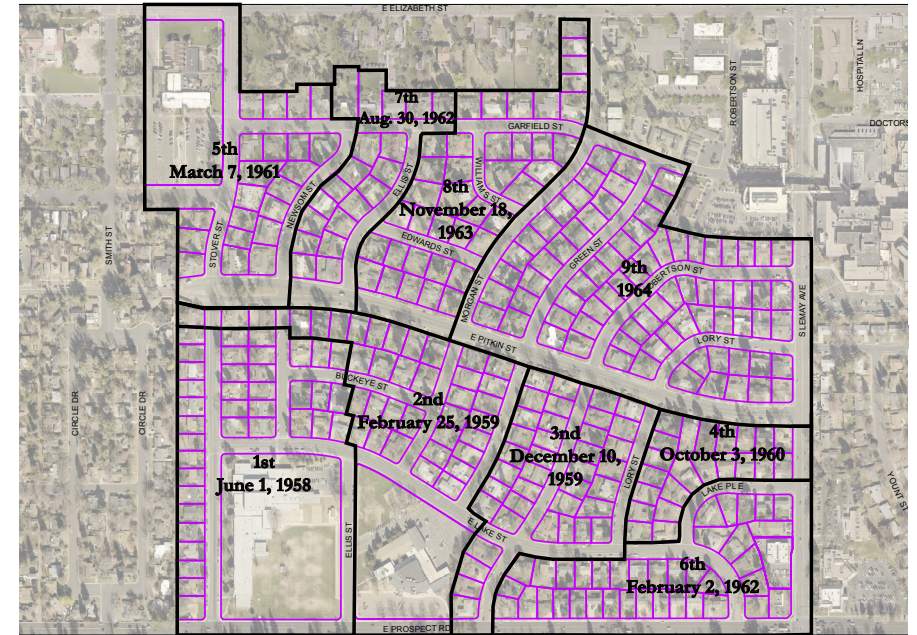 E ELIZABETH ST
HOSPITAL LN
ROBERTSON ST
7th
Aug. 30, 1962
GARFIELD ST
DOCTORS
5th
March 7, 1961
WILLIAMS ST
ELLIS ST
8th
November 18,
1963
NEWSOM ST
STOVER ST
SMITH ST
EDWARDS ST
GREEN ST
9th
1964
OBERTSON ST
MORGAN ST
S LEMAY AVE
E PITKIN ST
LORY ST
BUCKEYE ST
CIRCLE DR
CIRCLE DR
2nd
February 25, 1959
3nd
December 10,
1959
4th
October 3, 1960
1st
June 1, 1958
LORY ST
LAKE PL E
YOUNT ST
ELLIS ST
E LAKE ST
6th
February 2, 1962
E PROSPECT RD